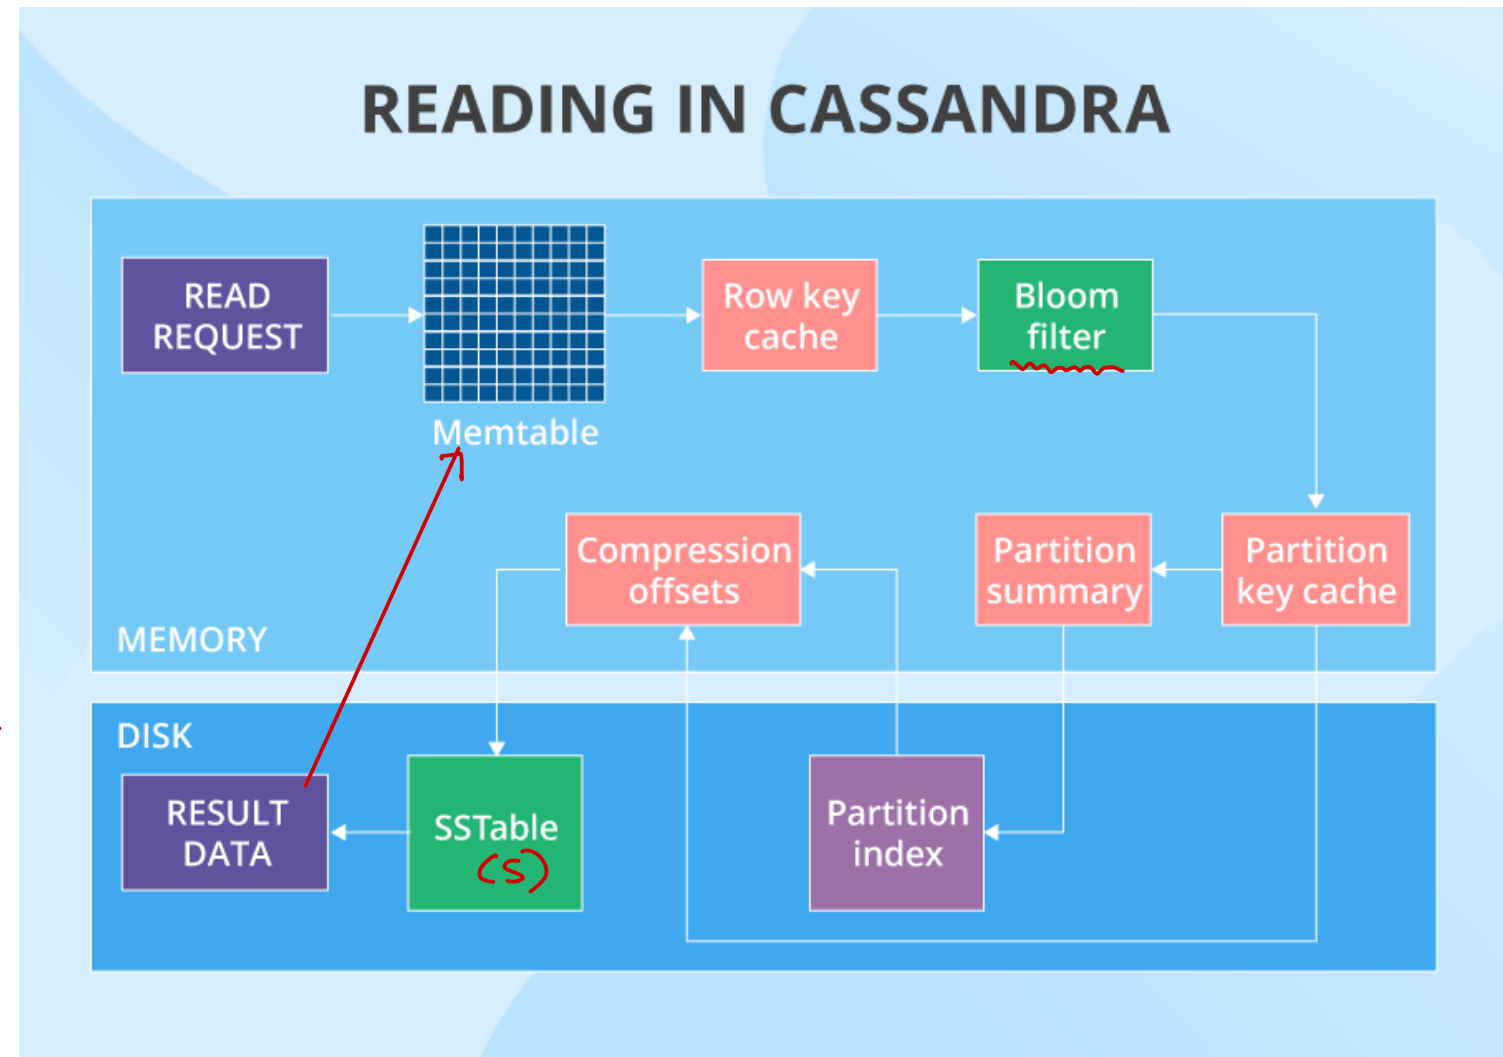 READING IN CASSANDRA
READ
REQUEST
Memtable
Row key
cache
Bloom
filter
Compression
offsets
Partition
summary
Partition
key cache
MEMORY
DISK
RESULT
DATA
SSTable
(s)
Partition
index